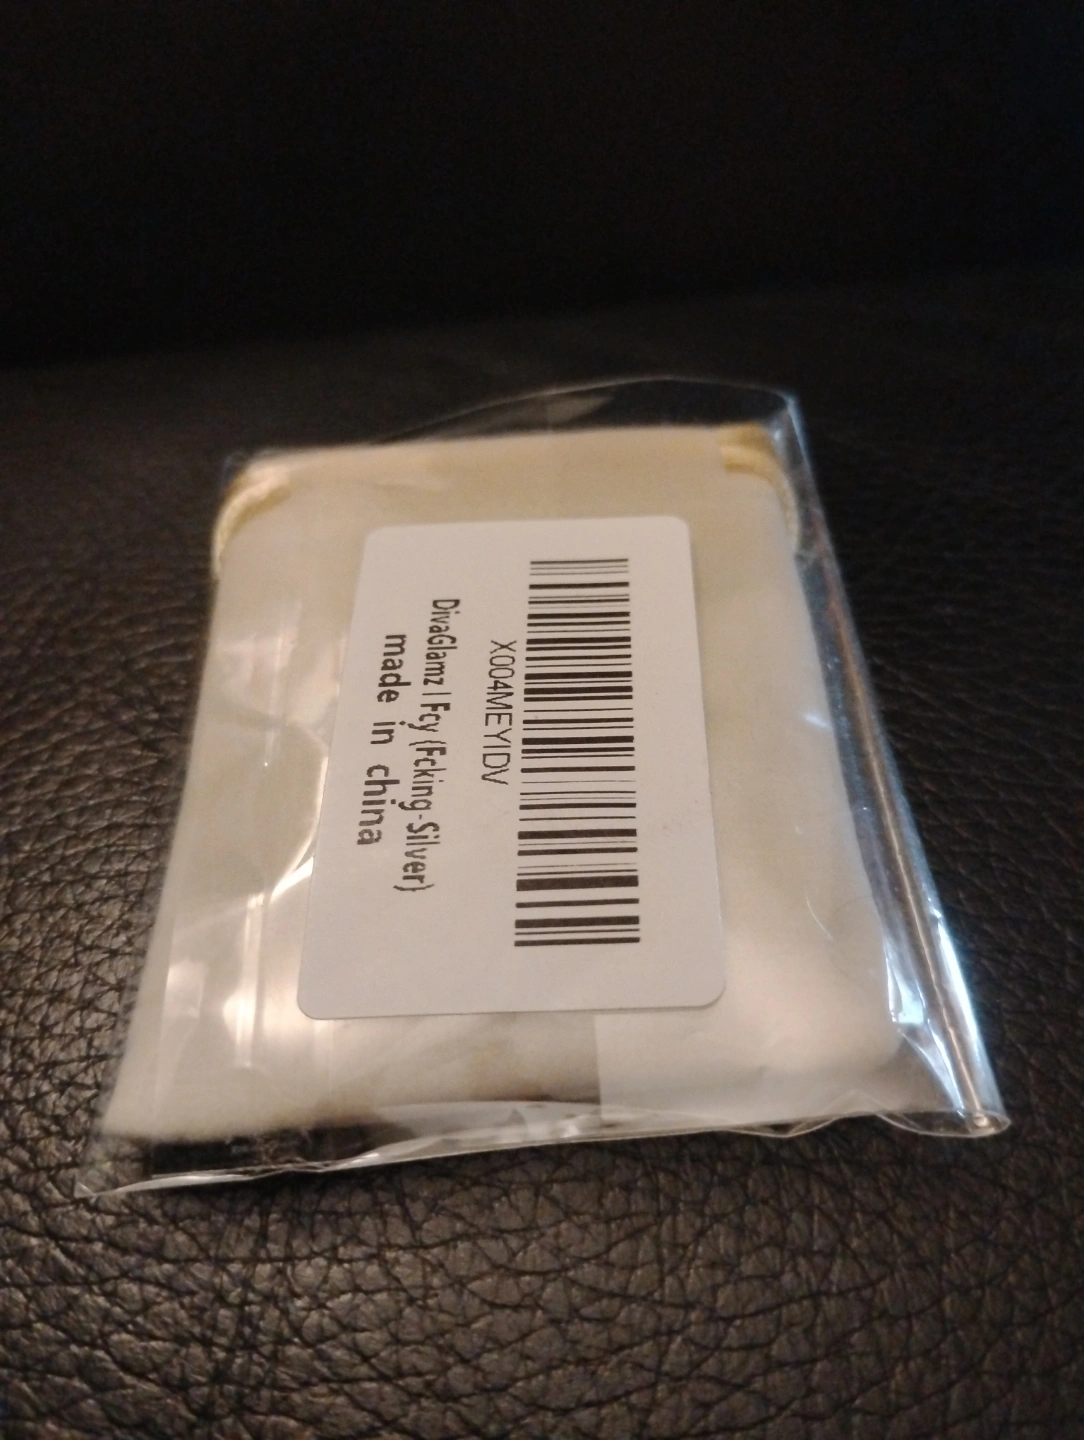 X004MEYIDV
DivaGlamz | Fcy (Fcking-Silver)
made in china